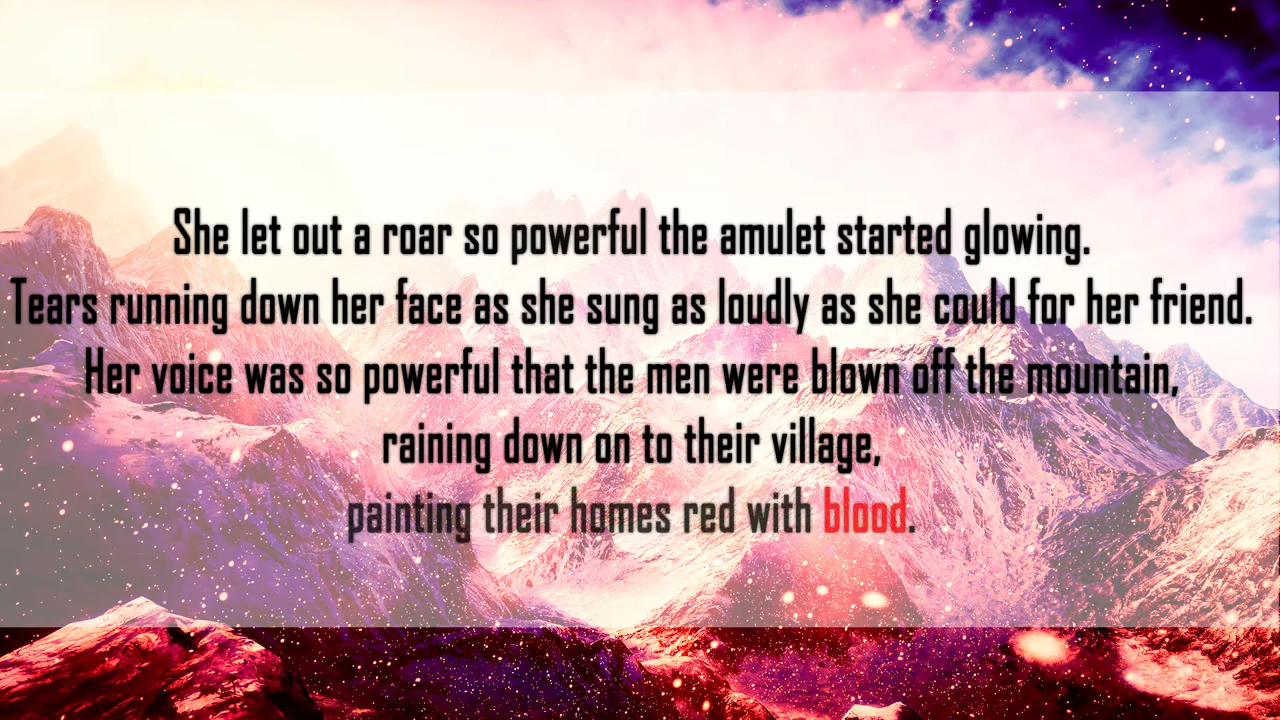 She let out a roar so powerful the amulet started glowing.
Tears running down her face as she sung as loudly as she could for her friend.
Her voice was so powerful that the men were blown off the mountain,
raining down on to their village,
painting their homes red with blood.